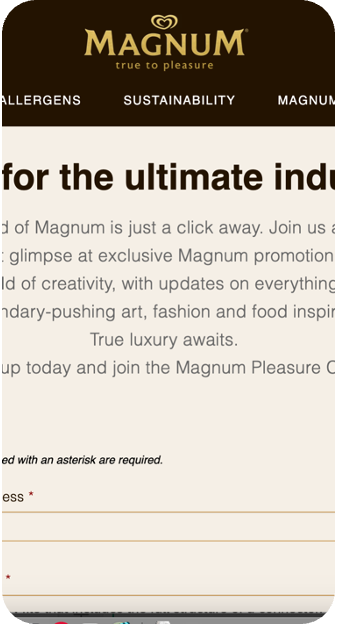 MAGNUM
true to pleasure
ALLERGENS SUSTAINABILITY MAGNUM
for the ultimate indu
d of Magnum is just a click away. Join us a
glimpse at exclusive Magnum promotion
ld of creativity, with updates on everything
ndary-pushing art, fashion and food inspir
True luxury awaits.
up today and join the Magnum Pleasure C
ed with an asterisk are required.
ess *
*